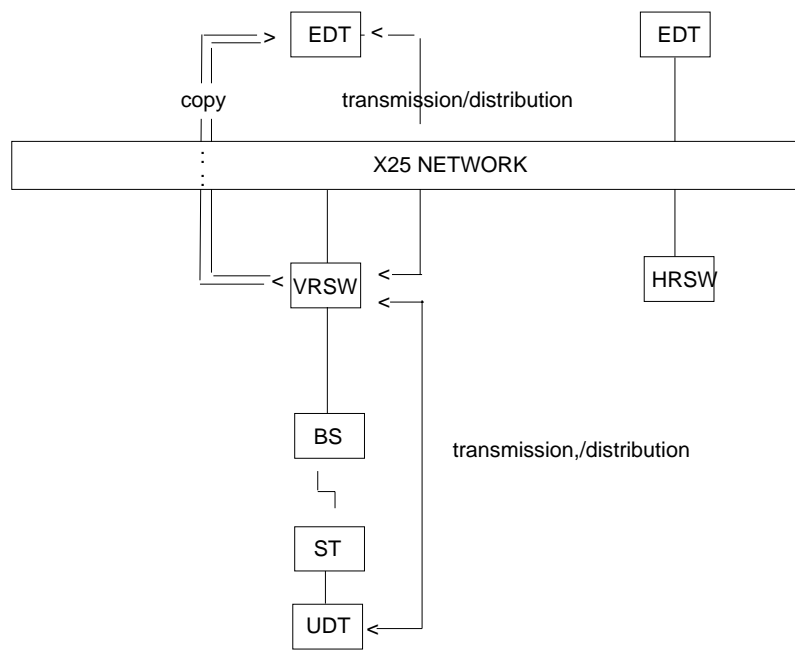 EDT
EDT
copy
transmission/distribution
X25 NETWORK
VRSW
HRSW
BS
transmission,/distribution
ST
UDT